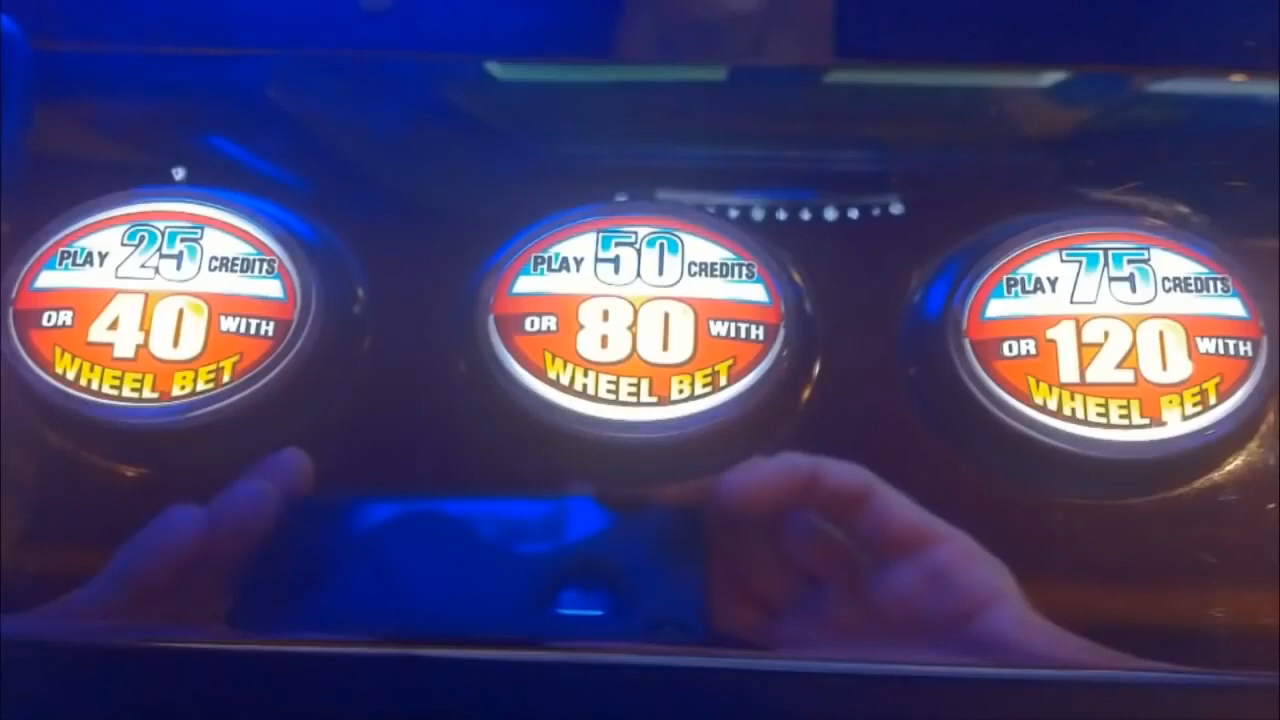 PLAY 25 CREDITS
OR 40 WITH
WHEEL BET
PLAY 50 CREDITS
OR 80 WITH
WHEEL BET
PLAY 75 CREDITS
OR 120 WITH
WHEEL BET